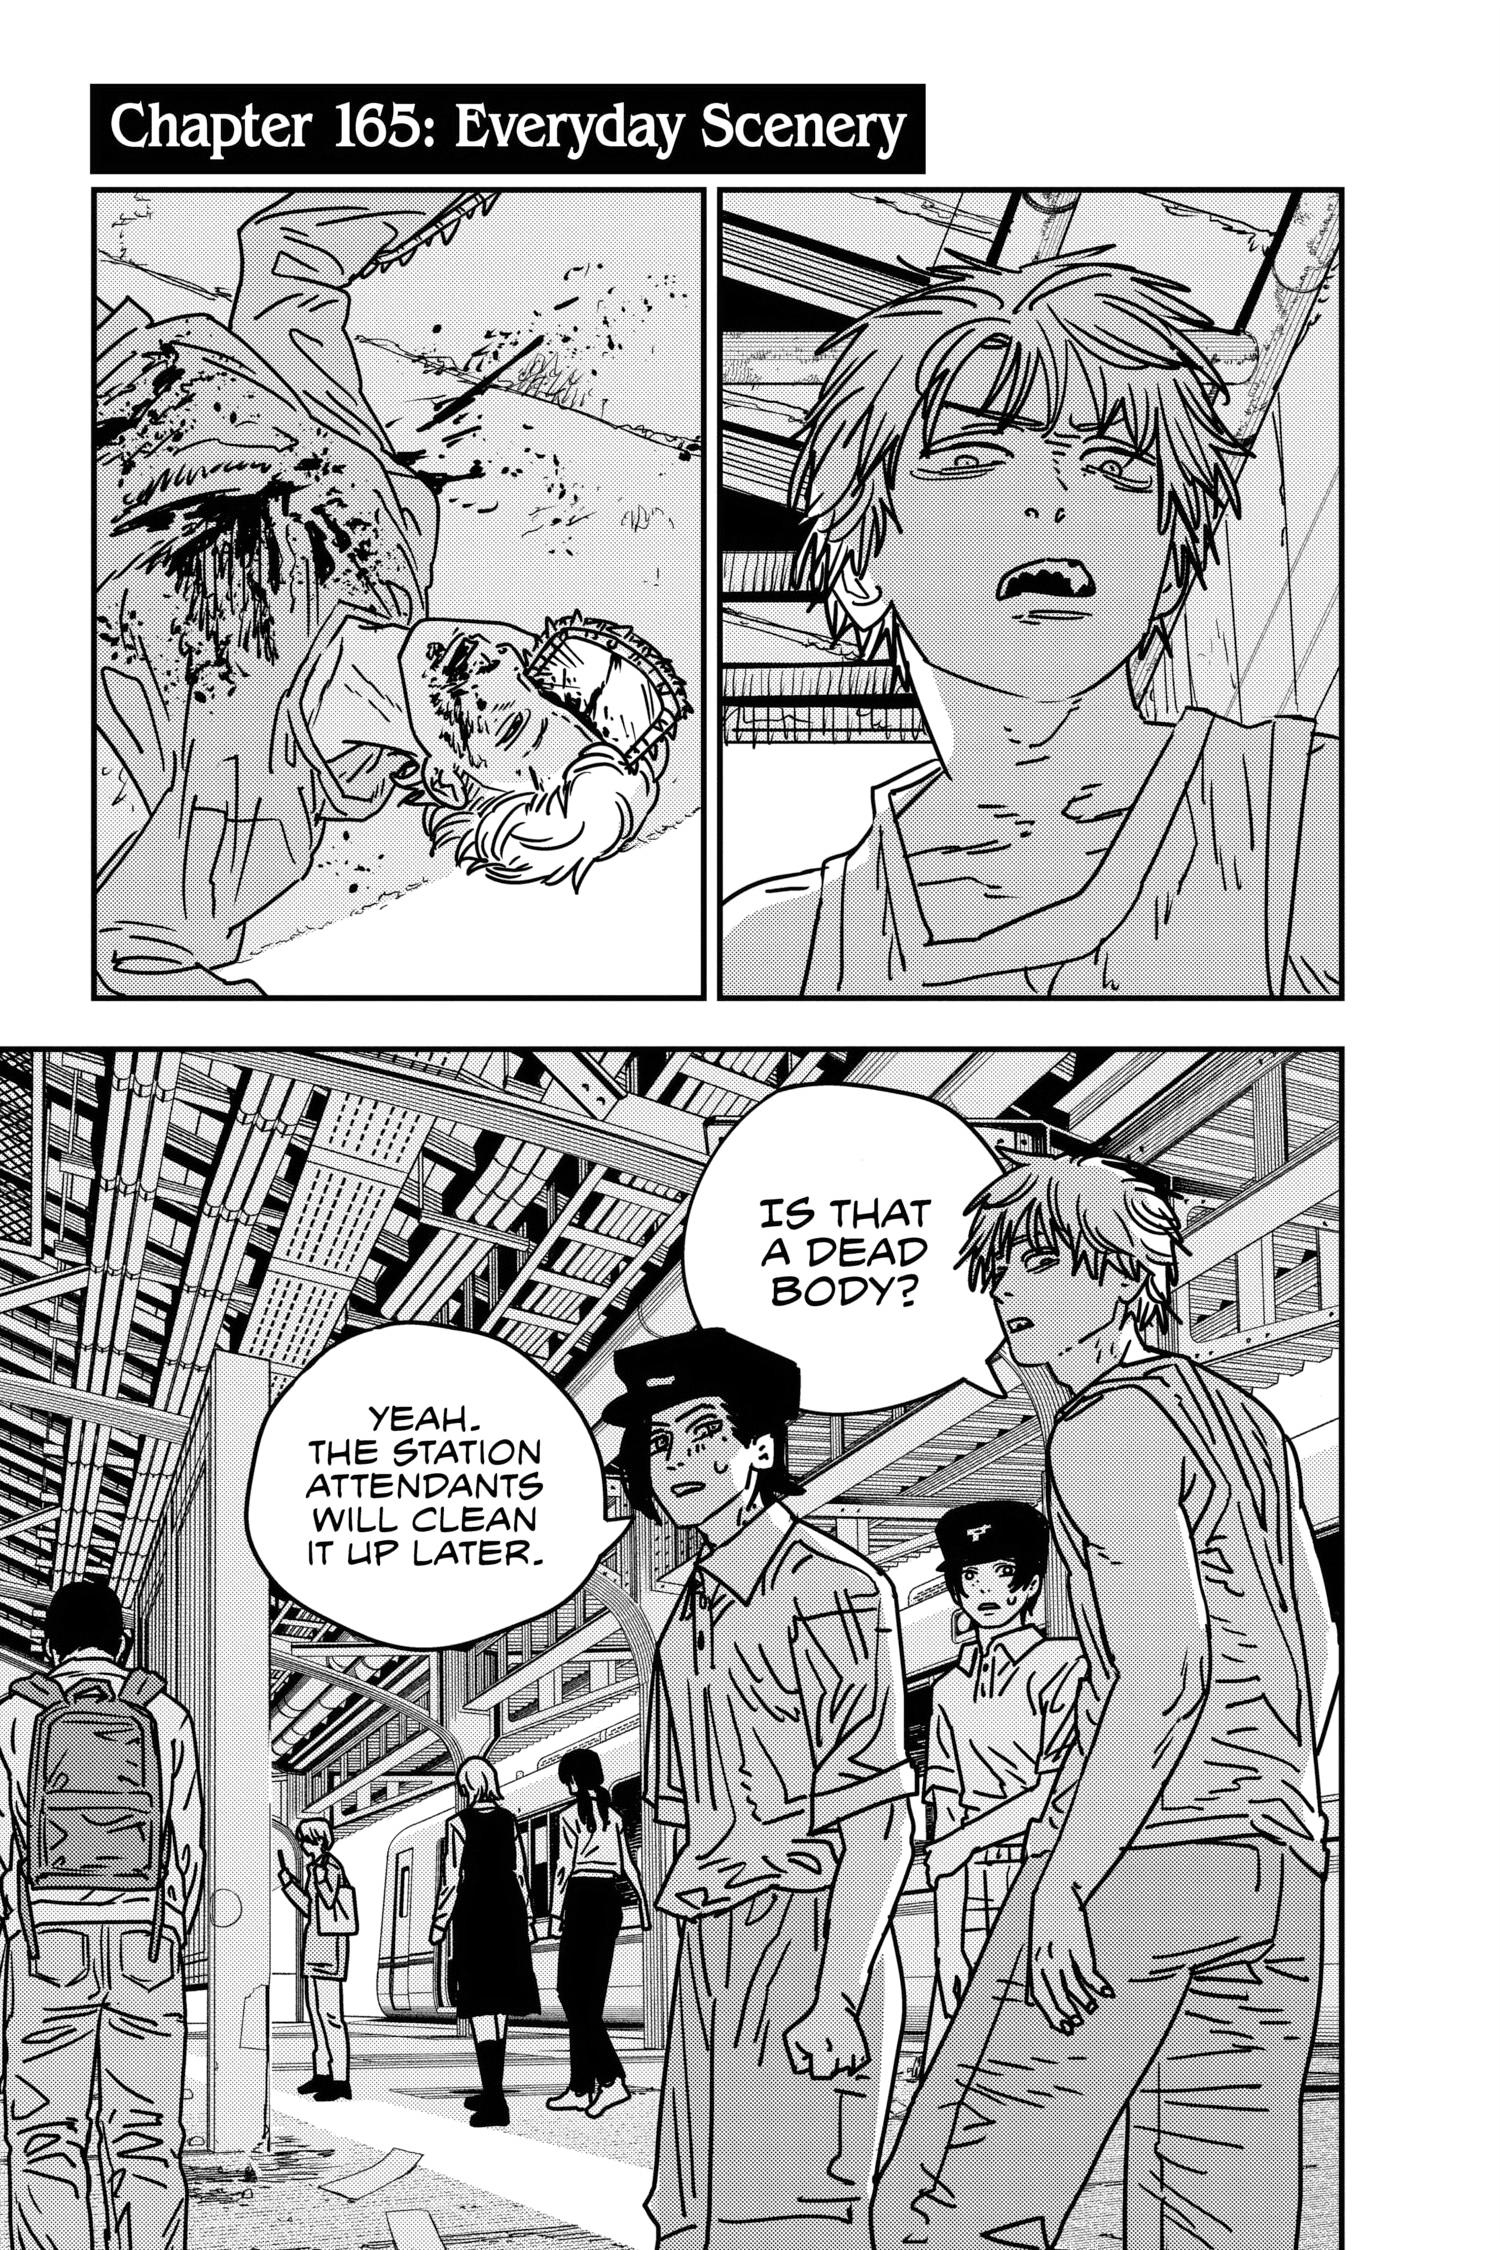 Chapter 165: Everyday Scenery
IS THAT
A DEAD
BODY?
YEAH.
THE STATION
ATTENDANTS
WILL CLEAN
IT UP LATER.